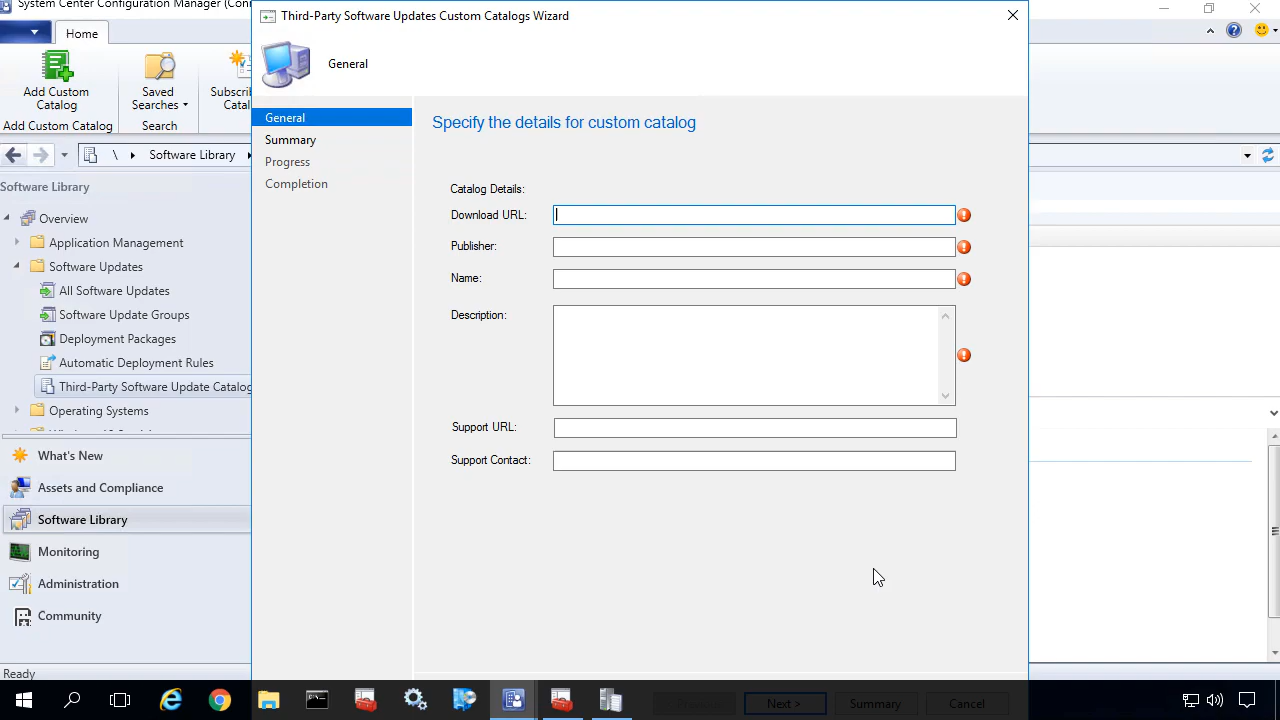 System Center Configuration Manager (Con
Third-Party Software Updates Custom Catalogs Wizard
Home
General
Add Custom
Catalog
Saved
Searches
Subscri
Catal
Add Custom Catalog
Search
\
Software Library
Software Library
Overview
Application Management
Software Updates
All Software Updates
Software Update Groups
Deployment Packages
Automatic Deployment Rules
Third-Party Software Update Catalog
Operating Systems
What's New
Assets and Compliance
Software Library
Monitoring
Administration
Community
Ready
General
Summary
Progress
Completion
Specify the details for custom catalog
Catalog Details:
Download URL:
Publisher:
Name:
Description:
Support URL:
Support Contact:
Next >
Summary
Cancel